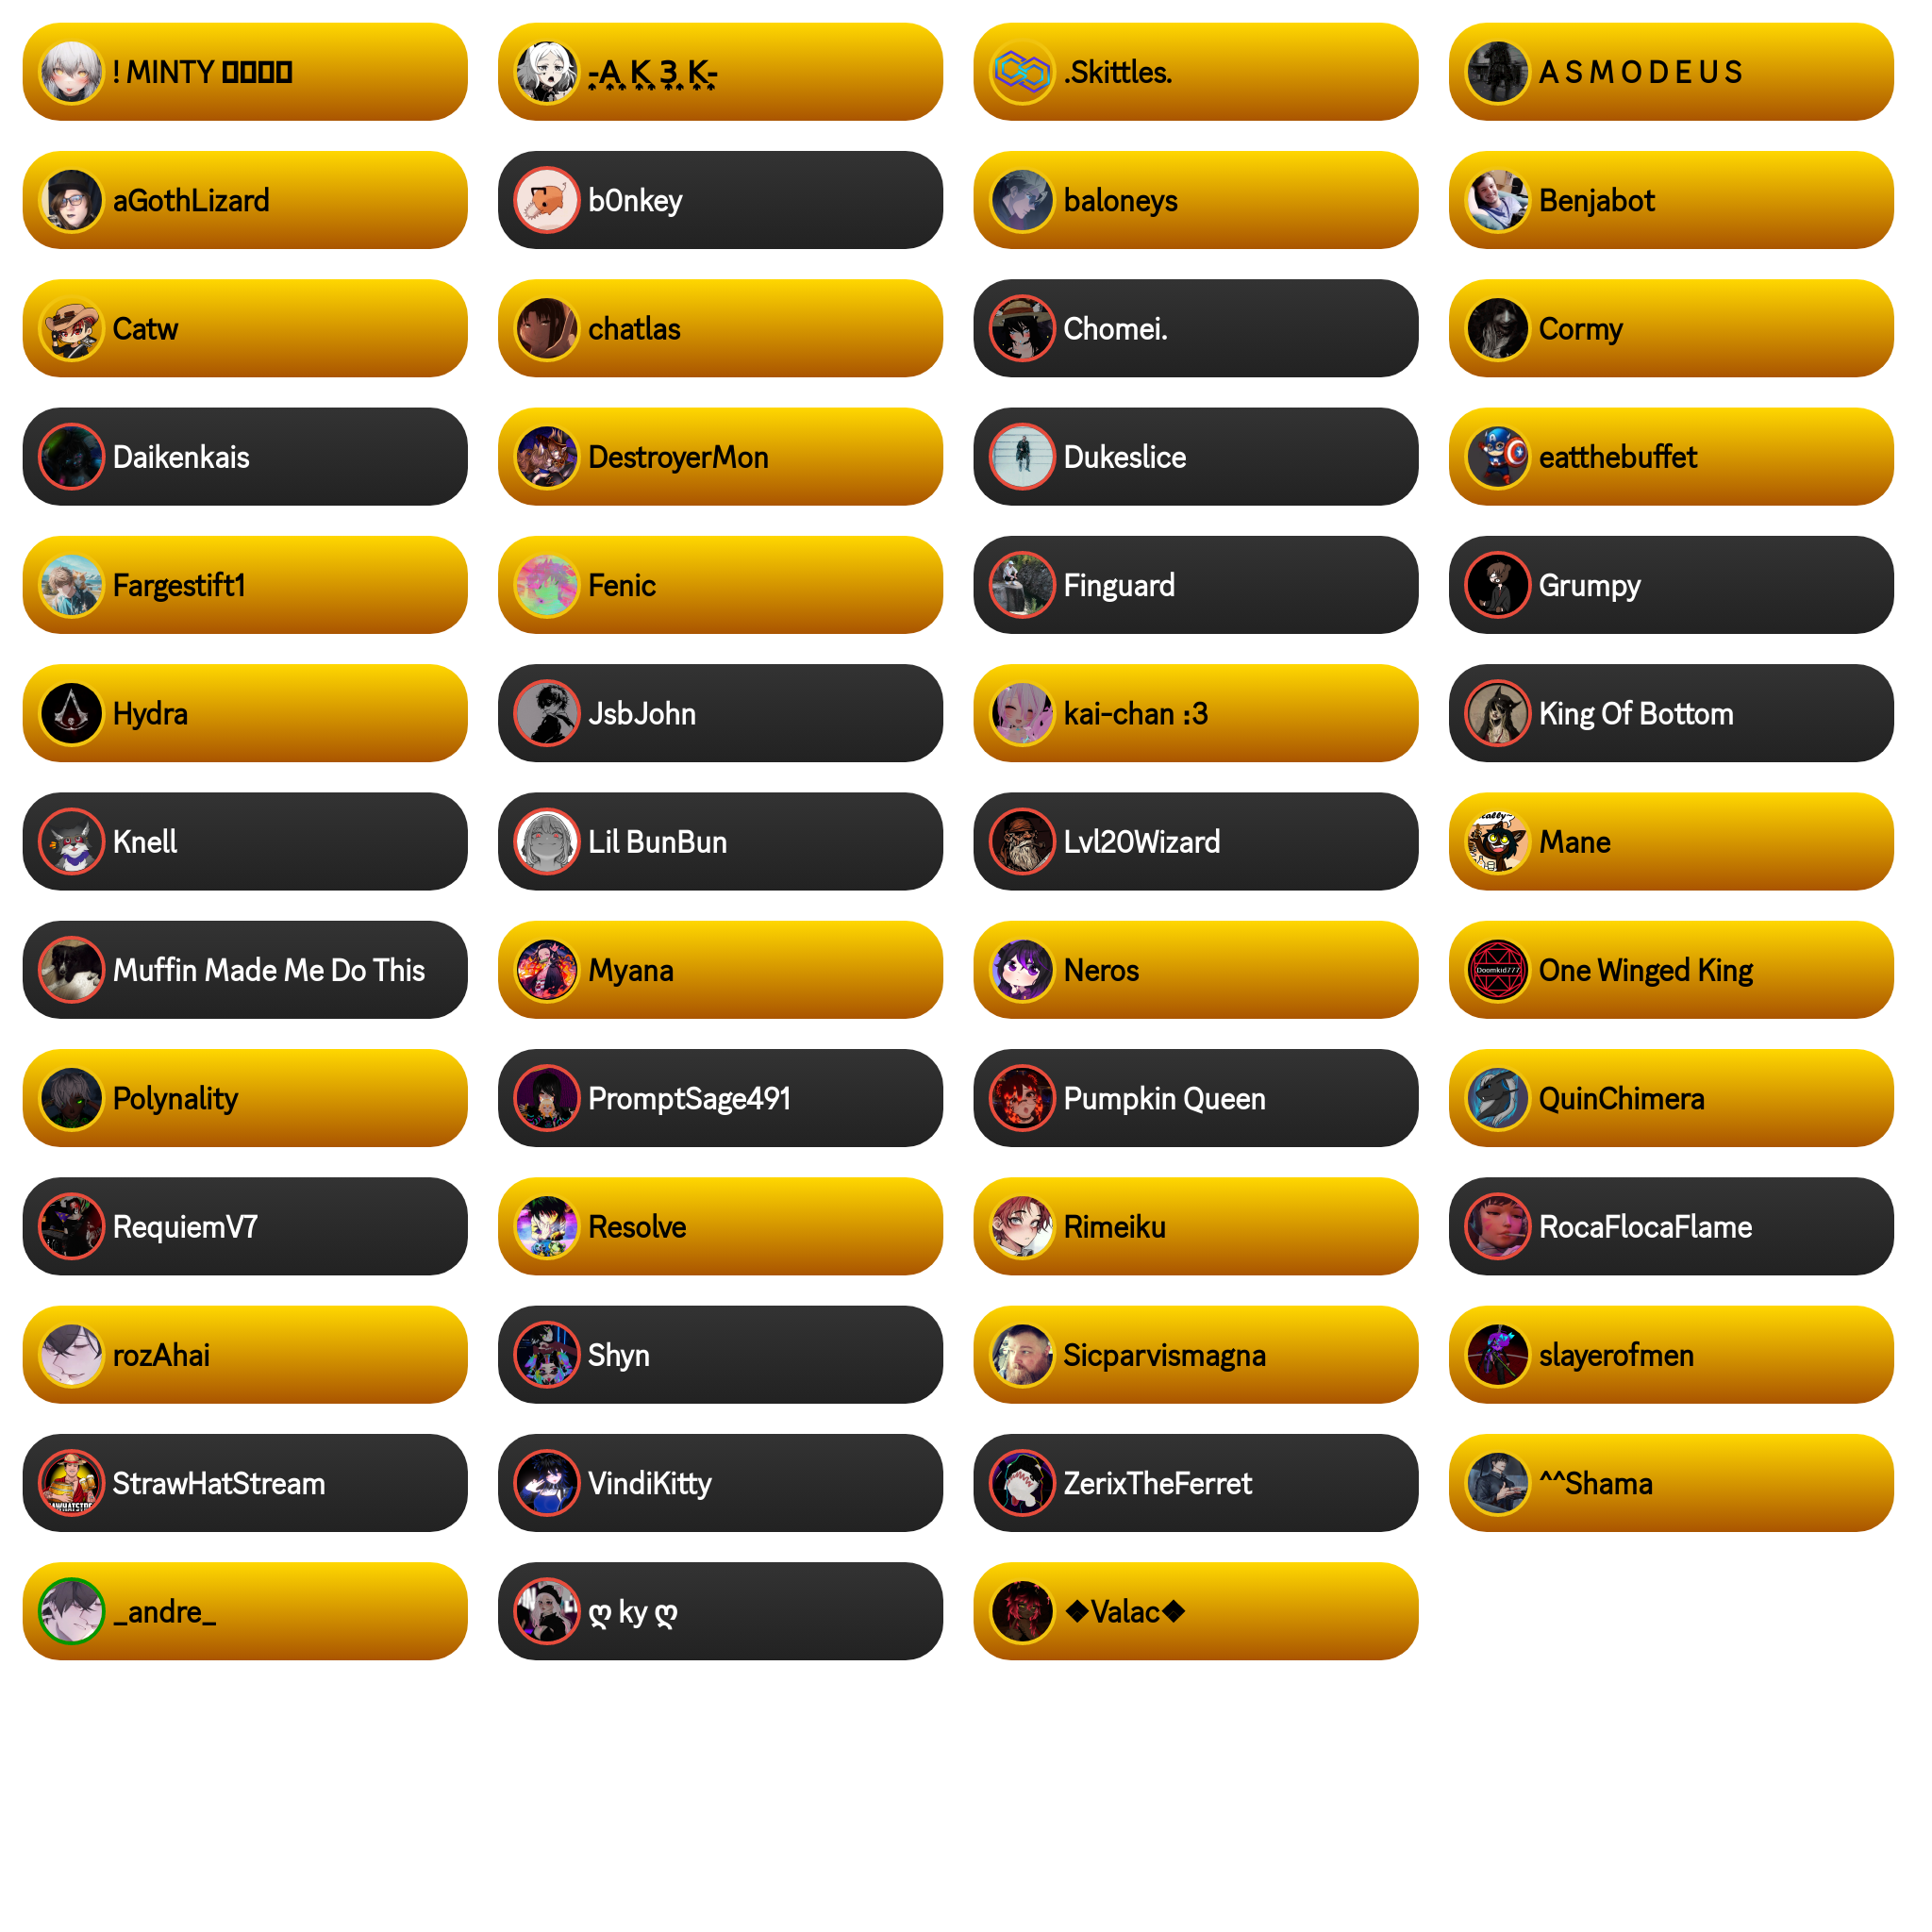 ! MINTY
-A K 3 K-
.Skittles.
A S M O D E U S
aGothLizard
b0nkey
baloneys
Benjabot
Catw
chatlas
Chomei.
Cormy
Daikenkais
DestroyerMon
Dukeslice
eatthebuffet
Fargestift1
Fenic
Finguard
Grumpy
Hydra
JsbJohn
kai-chan :3
King Of Bottom
Knell
Lil BunBun
Lvl20Wizard
Mane
Muffin Made Me Do This
Myana
Neros
Doomkid777
One Winged King
Polynality
PromptSage491
Pumpkin Queen
QuinChimera
RequiemV7
Resolve
Rimeiku
RocaFlocaFlame
rozAhai
Shyn
Sicparvismagna
slayerofmen
StrawHatStream
VindiKitty
ZerixTheFerret
^^Shama
_andre_
ღ ky ღ
❖Valac❖